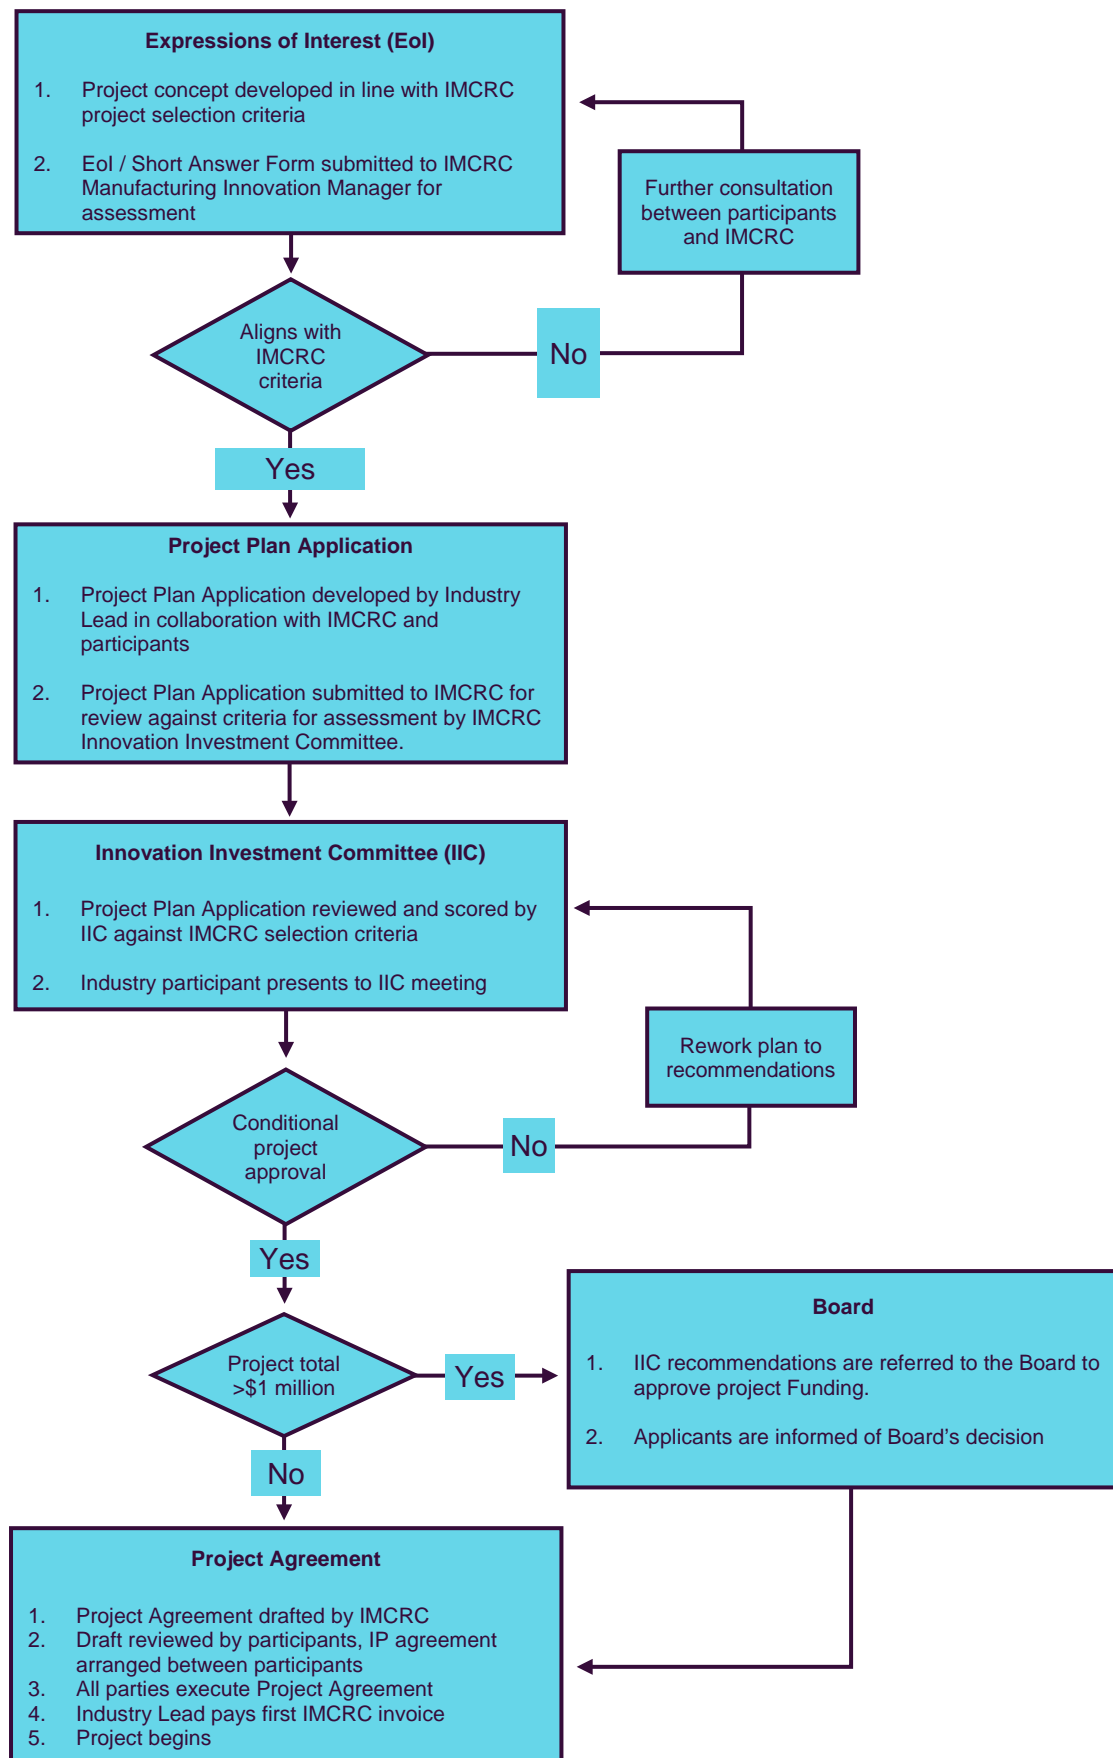 Expressions of Interest (EoI)
1. Project concept developed in line with IMCRC
project selection criteria
2. EoI / Short Answer Form submitted to IMCRC
Manufacturing Innovation Manager for
assessment
Further consultation
between participants
and IMCRC
Aligns with
IMCRC
criteria
No
Yes
Project Plan Application
1. Project Plan Application developed by Industry
Lead in collaboration with IMCRC and
participants
2. Project Plan Application submitted to IMCRC for
review against criteria for assessment by IMCRC
Innovation Investment Committee.
Innovation Investment Committee (IIC)
1. Project Plan Application reviewed and scored by
IIC against IMCRC selection criteria
2. Industry participant presents to IIC meeting
Rework plan to
recommendations
Conditional
project
approval
No
Yes
Project total
>$1 million
Yes
Board
1. IIC recommendations are referred to the Board to
approve project Funding.
2. Applicants are informed of Board's decision
No
Project Agreement
1. Project Agreement drafted by IMCRC
2. Draft reviewed by participants, IP agreement
arranged between participants
3. All parties execute Project Agreement
4. Industry Lead pays first IMCRC invoice
5. Project begins